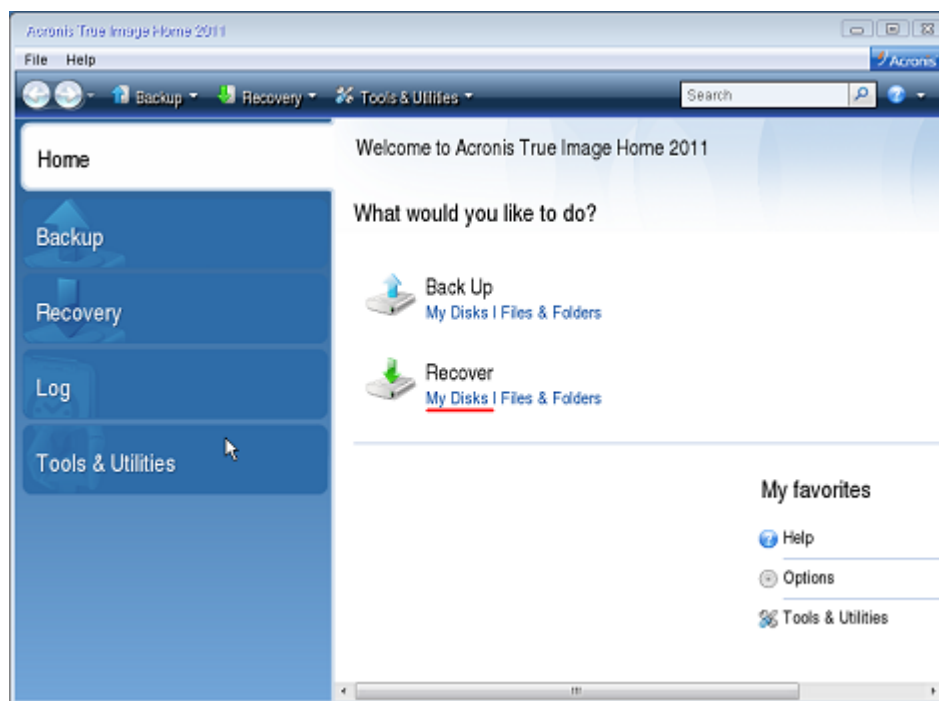 Acronis True Image Home 2011
File Help
Acronis
Backup Recovery Tools & Utilities Search
Home
Backup
Recovery
Log
Tools & Utilities
Welcome to Acronis True Image Home 2011
What would you like to do?
Back Up
My Disks | Files & Folders
Recover
My Disks | Files & Folders
My favorites
Help
Options
Tools & Utilities